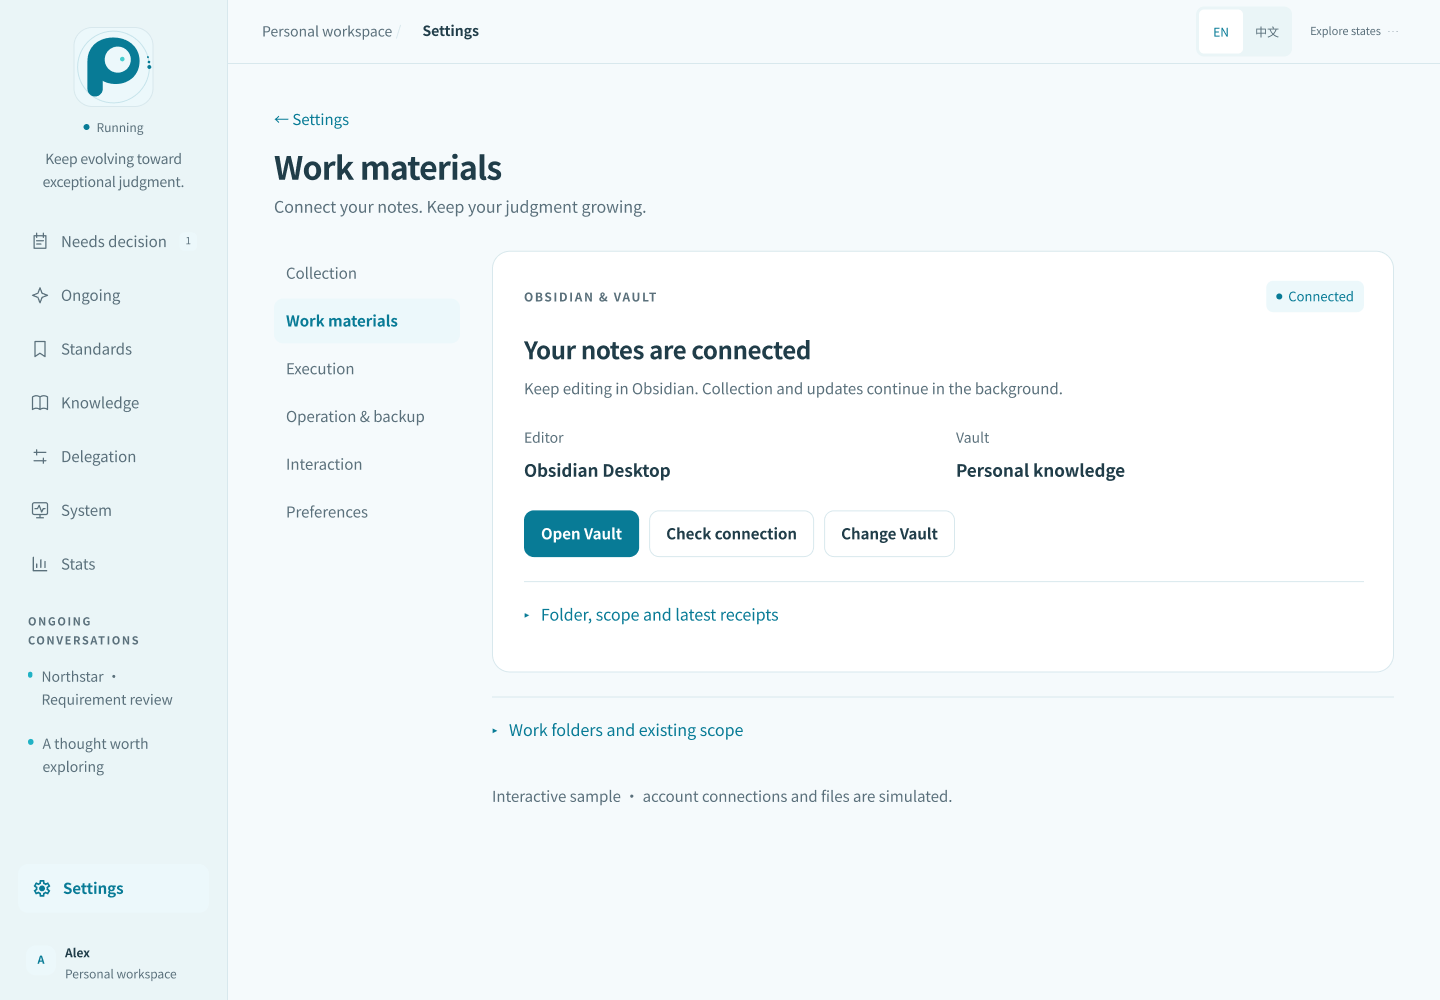 Running
Keep evolving toward
exceptional judgment.
Needs decision 1
Ongoing
Standards
Knowledge
Delegation
System
Stats
ONGOING
CONVERSATIONS
Northstar •
Requirement review
A thought worth
exploring
Settings
A
Alex
Personal workspace
Personal workspace / Settings
EN 中文 Explore states ···
← Settings
Work materials
Connect your notes. Keep your judgment growing.
Collection
Work materials
Execution
Operation & backup
Interaction
Preferences
OBSIDIAN & VAULT
Connected
Your notes are connected
Keep editing in Obsidian. Collection and updates continue in the background.
Editor
Obsidian Desktop
Vault
Personal knowledge
Open Vault Check connection Change Vault
Folder, scope and latest receipts
Work folders and existing scope
Interactive sample • account connections and files are simulated.